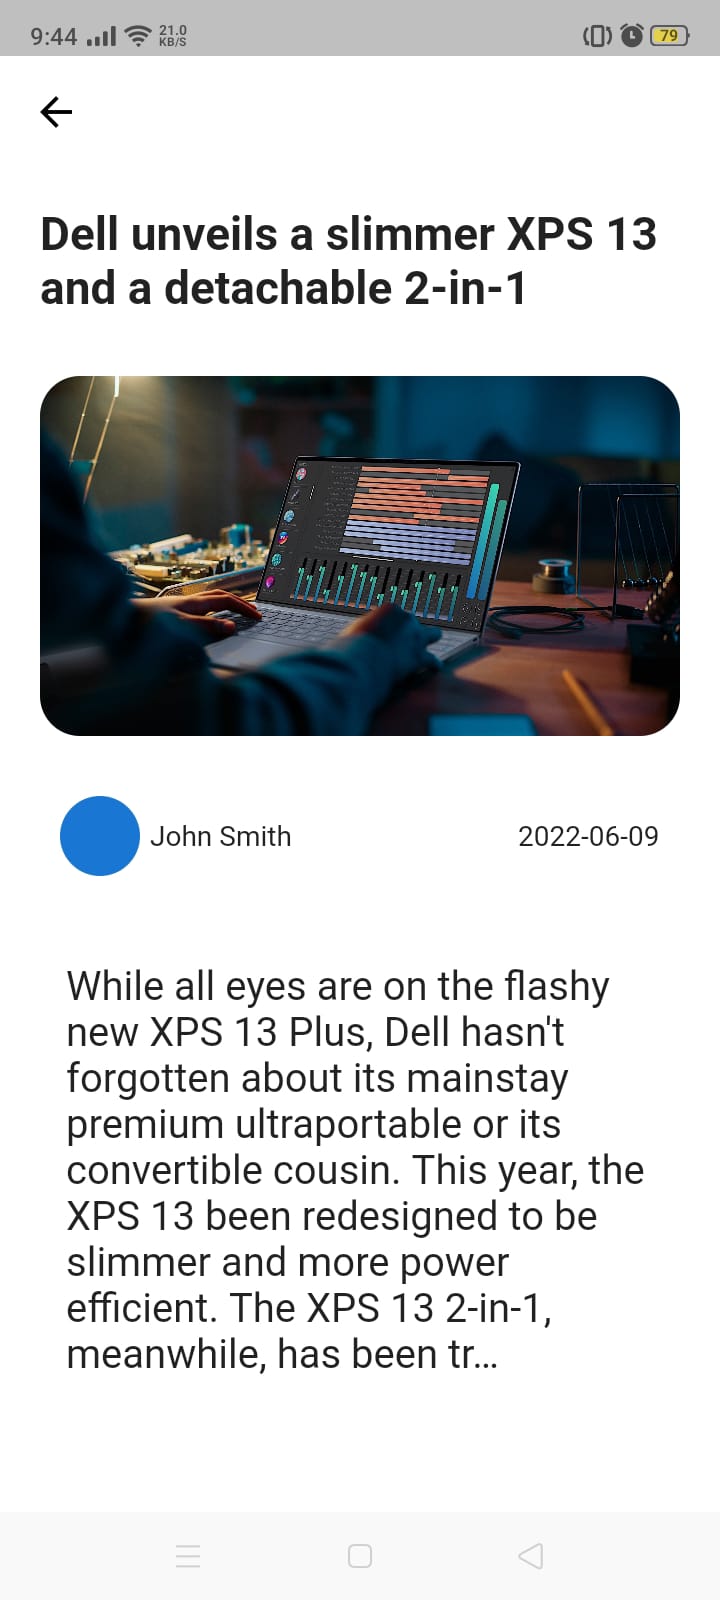 9:44
21.0
KB/S
79
Dell unveils a slimmer XPS 13
and a detachable 2-in-1
John Smith
2022-06-09
While all eyes are on the flashy
new XPS 13 Plus, Dell hasn't
forgotten about its mainstay
premium ultraportable or its
convertible cousin. This year, the
XPS 13 been redesigned to be
slimmer and more power
efficient. The XPS 13 2-in-1,
meanwhile, has been tr...